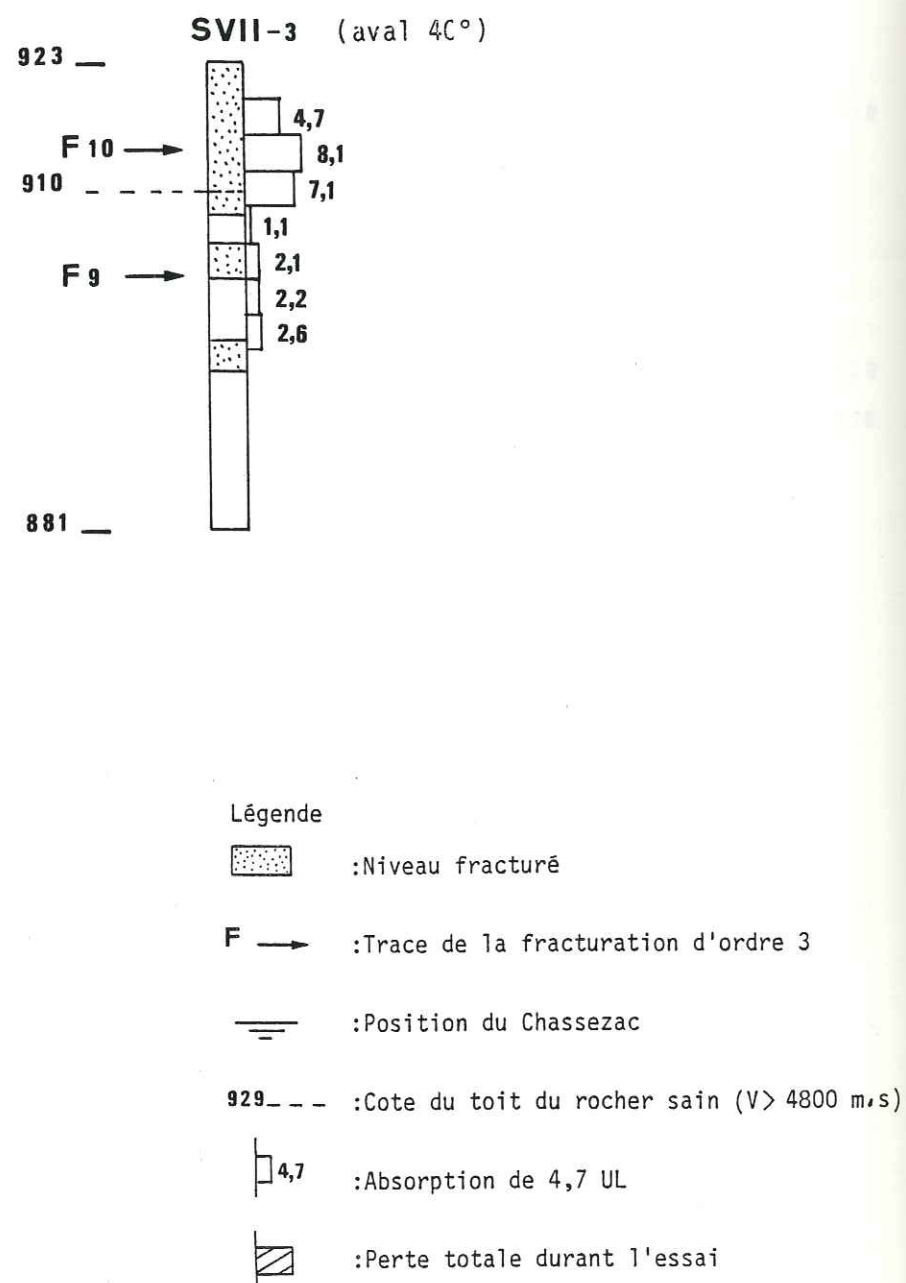 SVII-3 (aval 4C°)
923
4,7
F 10
8,1
910
7,1
1,1
F 9
2,1
2,2
2,6
881
Légende
:Niveau fracturé
F :Trace de la fracturation d'ordre 3
:Position du Chassezac
929_ _ _ :Cote du toit du rocher sain (V> 4800 m.s)
4,7 :Absorption de 4,7 UL
:Perte totale durant l'essai